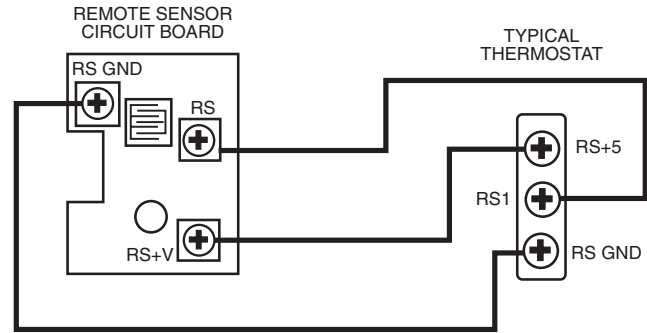 REMOTE SENSOR
CIRCUIT BOARD
TYPICAL
THERMOSTAT
RS GND
RS
RS+5
RS1
RS+V
RS GND